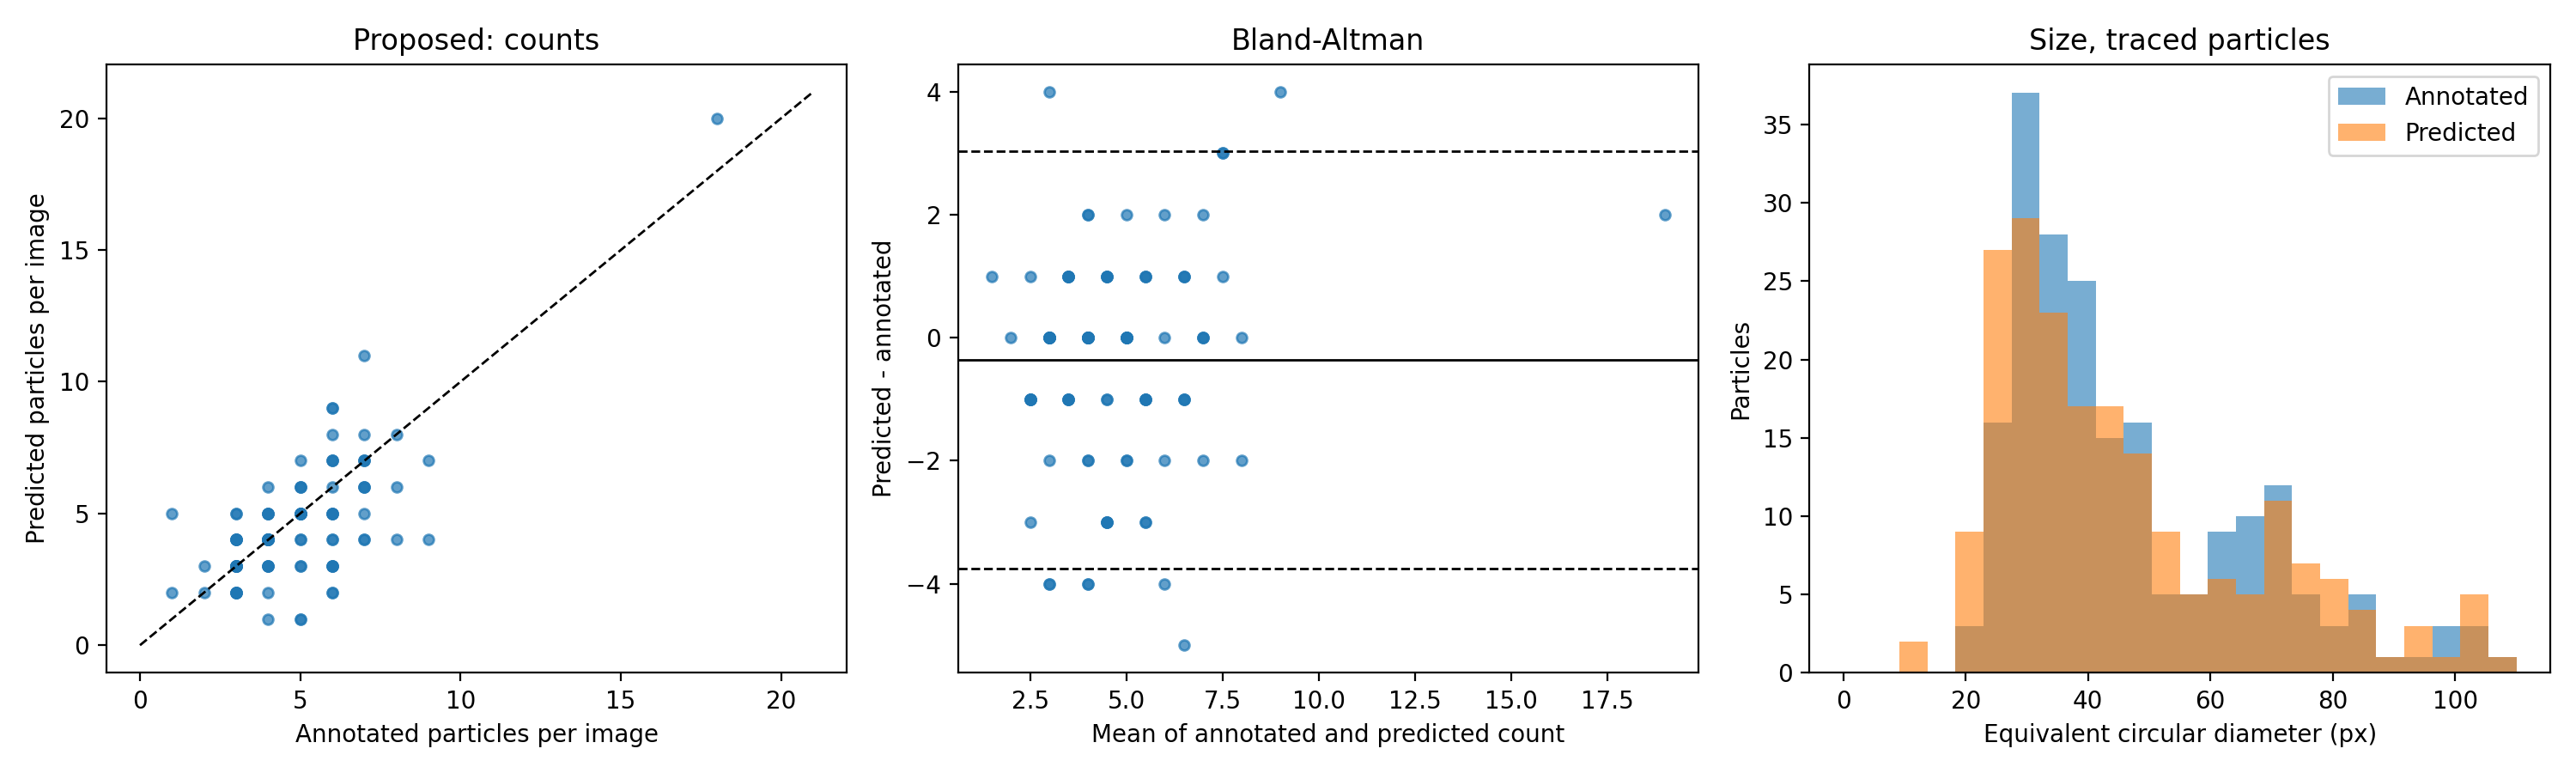 Proposed: counts
Predicted particles per image
20
15
10
5
0
0 5 10 15 20
Annotated particles per image
Bland-Altman
Predicted - annotated
4
2
0
−2
−4
2.5 5.0 7.5 10.0 12.5 15.0 17.5
Mean of annotated and predicted count
Size, traced particles
Annotated
Predicted
Particles
35
30
25
20
15
10
5
0
0 20 40 60 80 100
Equivalent circular diameter (px)